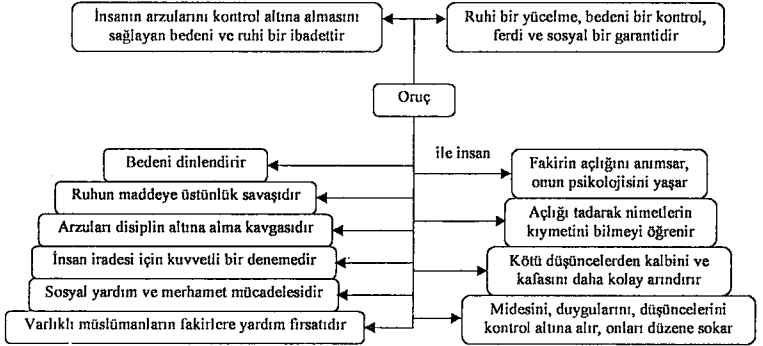 İnsanın arzularını kontrol altına almasını
sağlayan bedeni ve ruhi bir ibadettir
Ruhi bir yücelme, bedeni bir kontrol,
ferdi ve sosyal bir garantidir
Oruç
ile insan
Bedeni dinlendirir
Ruhun maddeye üstünlük savaşıdır
Arzuları disiplin altına alma kavgasıdır
İnsan iradesi için kuvvetli bir denemedir
Sosyal yardım ve merhamet mücadelesidir
Varlıklı müslümanların fakirlere yardım fırsatıdır
Fakirin açlığını anımsar,
onun psikolojisini yaşar
Açlığı tadarak nimetlerin
kıymetini bilmeyi öğrenir
Kötü düşüncelerden kalbini ve
kafasını daha kolay arındırır
Midesini, duygularını, düşüncelerini
kontrol altına alır, onları düzene sokar